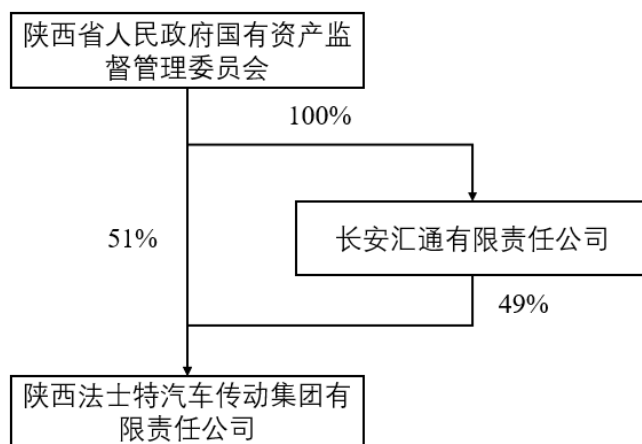 陕西省人民政府国有资产监
督管理委员会
100%
51%
长安汇通有限责任公司
49%
陕西法士特汽车传动集团有
限责任公司